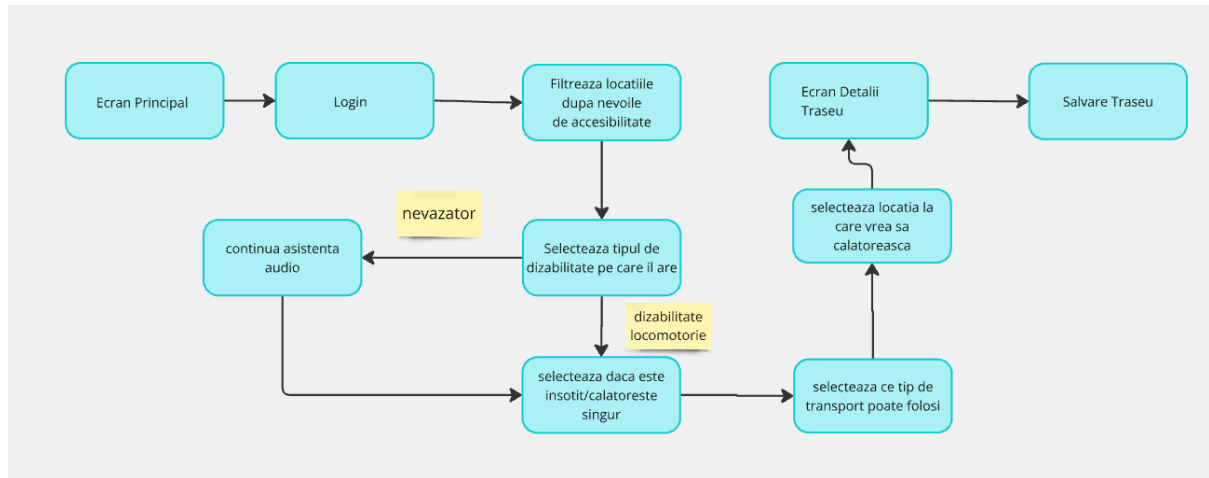 Ecran Principal
Login
Filtreaza locatiile
dupa nevoile
de accesibilitate
Selecteaza tipul de
dizabilitate pe care il are
nevazator
continua asistenta
audio
dizabilitate
locomotorie
selecteaza daca este
insotit/calatoreste
singur
selecteaza ce tip de
transport poate folosi
selecteaza locatia la
care vrea sa
calatoreasca
Ecran Detalii
Traseu
Salvare Traseu